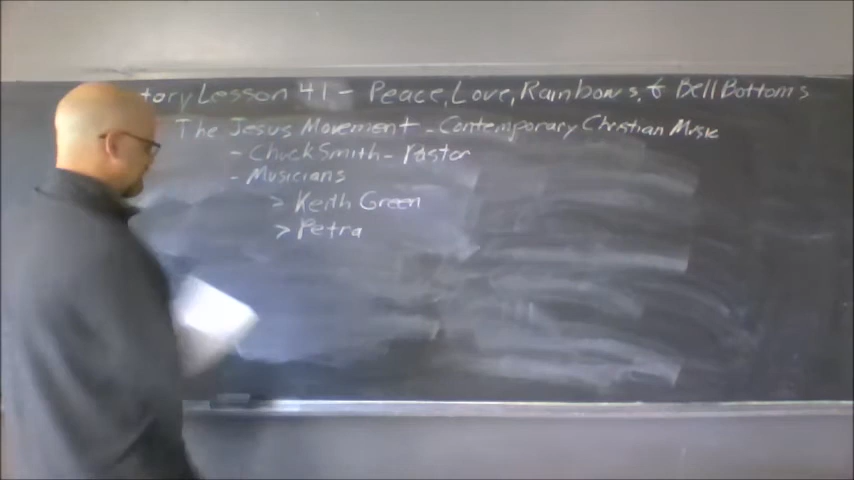 tory Lesson 41 - Peace, Love, Rainbows, & Bell Bottoms
The Jesus Movement - Contemporary Christian Music
- Chuck Smith - Pastor
- Musicians
> Keith Green
> Petra